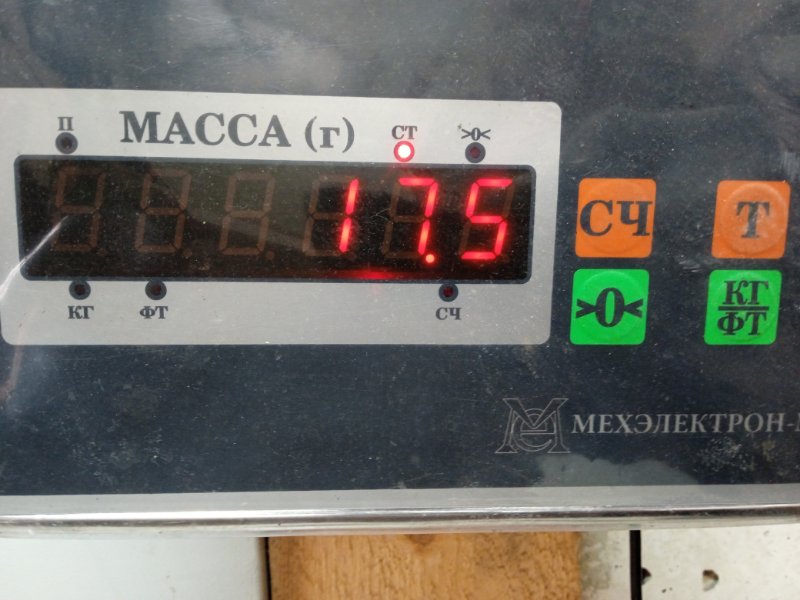 П МАССА (г) СТ >0<
17.5
КГ ФТ СЧ
СЧ Т
>0< КГ/ФТ
МЕХЭЛЕКТРОН-